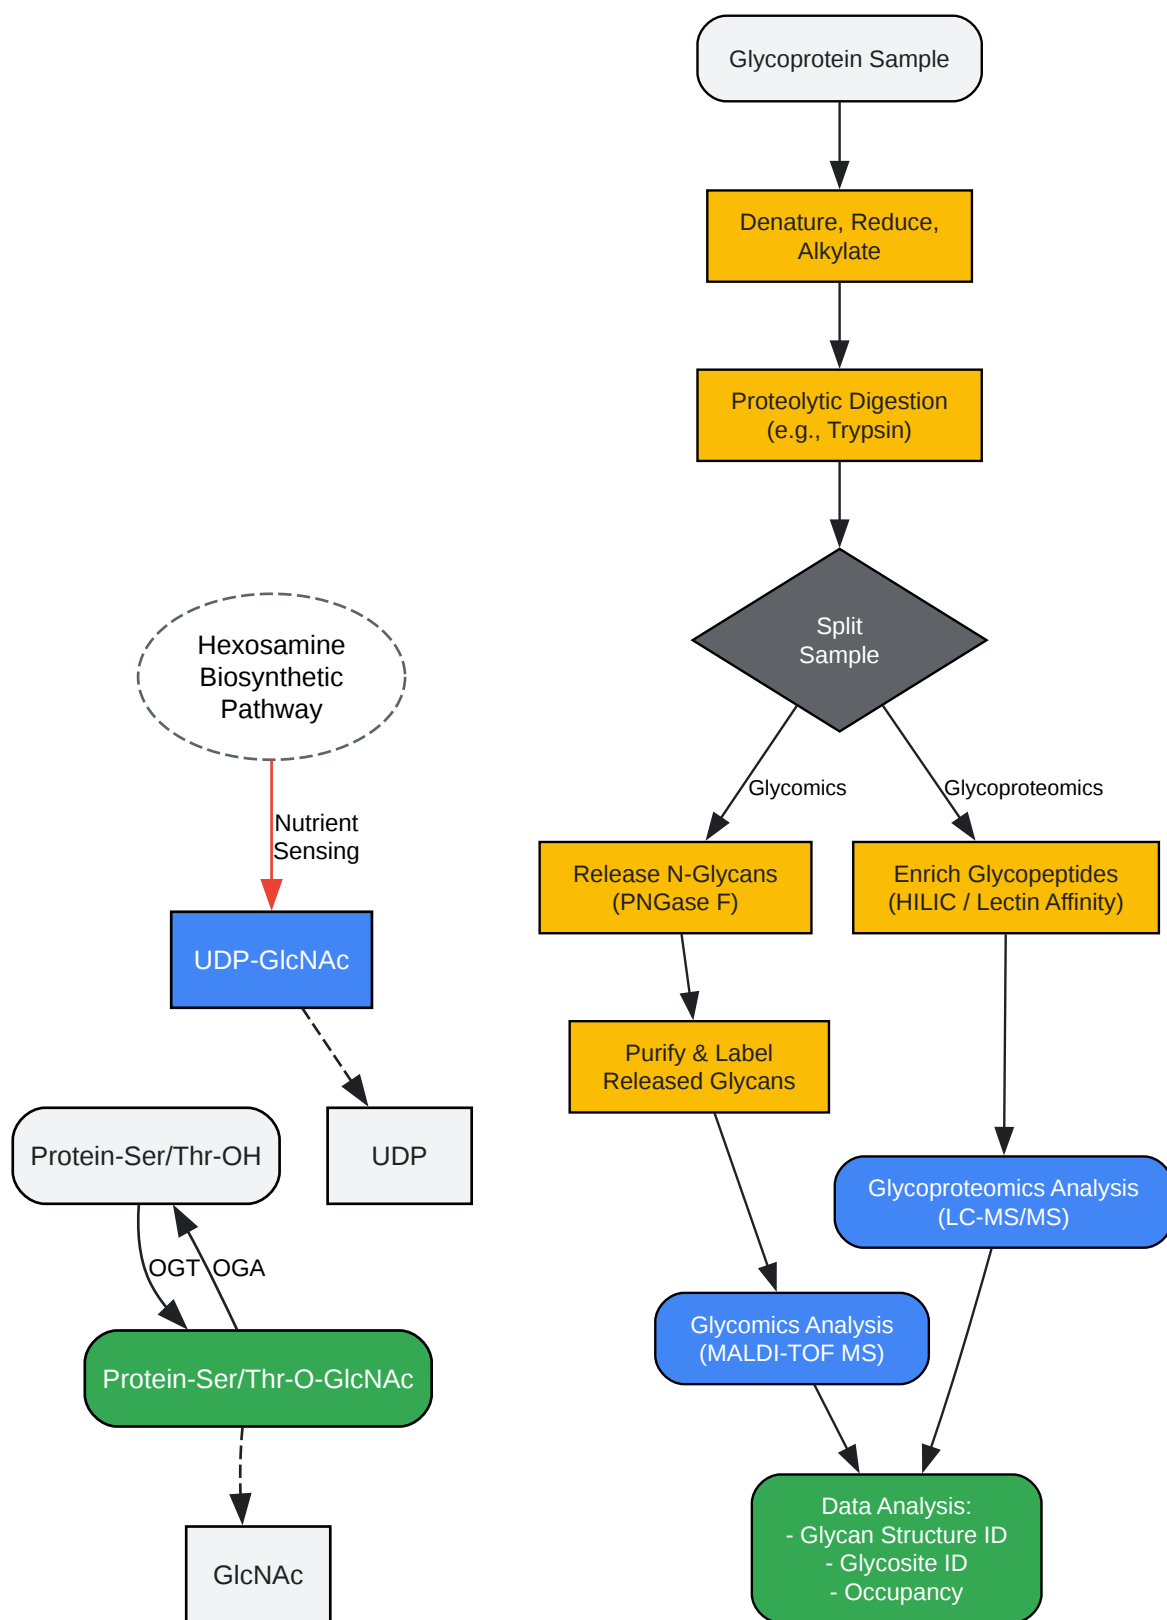 Hexosamine
Biosynthetic
Pathway
Nutrient
Sensing
UDP-GlcNAc
Protein-Ser/Thr-OH
UDP
OGT
OGA
Protein-Ser/Thr-O-GlcNAc
GlcNAc
Glycoprotein Sample
Denature, Reduce,
Alkylate
Proteolytic Digestion
(e.g., Trypsin)
Split
Sample
Glycomics
Glycoproteomics
Release N-Glycans
(PNGase F)
Enrich Glycopeptides
(HILIC / Lectin Affinity)
Purify & Label
Released Glycans
Glycoproteomics Analysis
(LC-MS/MS)
Glycomics Analysis
(MALDI-TOF MS)
Data Analysis:
- Glycan Structure ID
- Glycosite ID
- Occupancy